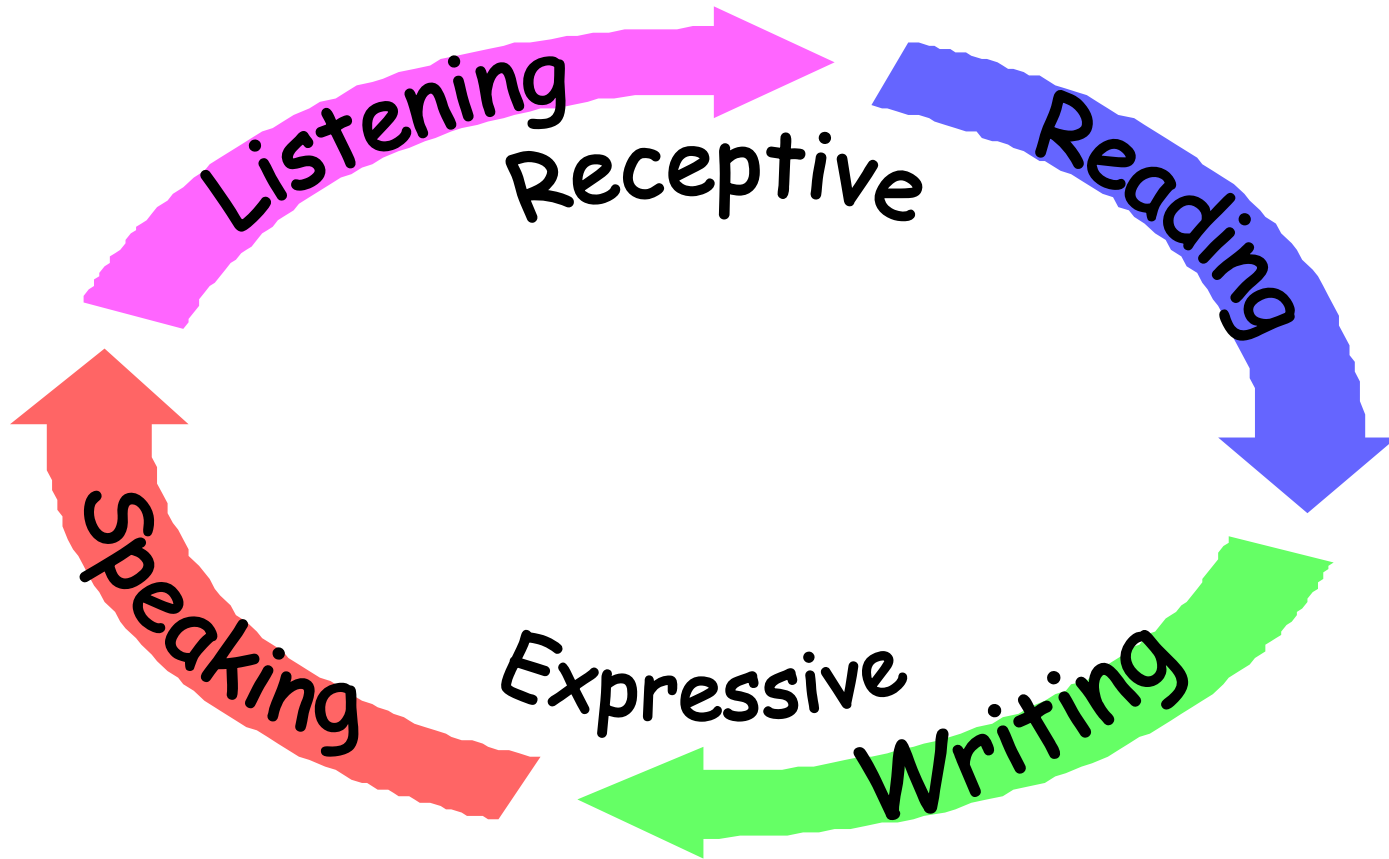 Listening
Reading
Receptive
Speaking
Expressive
Writing